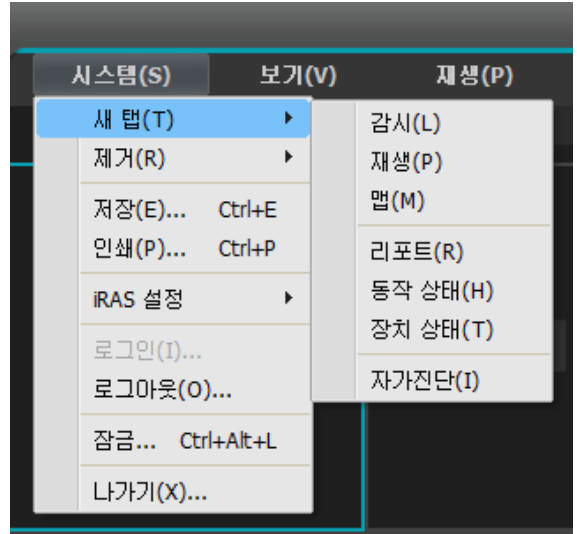 시스템(S) 보기(V) 재생(P)
새 탭(T)
제거(R)
저장(E)... Ctrl+E
인쇄(P)... Ctrl+P
iRAS 설정
로그인(I)...
로그아웃(O)...
잠금... Ctrl+Alt+L
나가기(X)...
감시(L)
재생(P)
맵(M)
리포트(R)
동작 상태(H)
장치 상태(T)
자가진단(I)